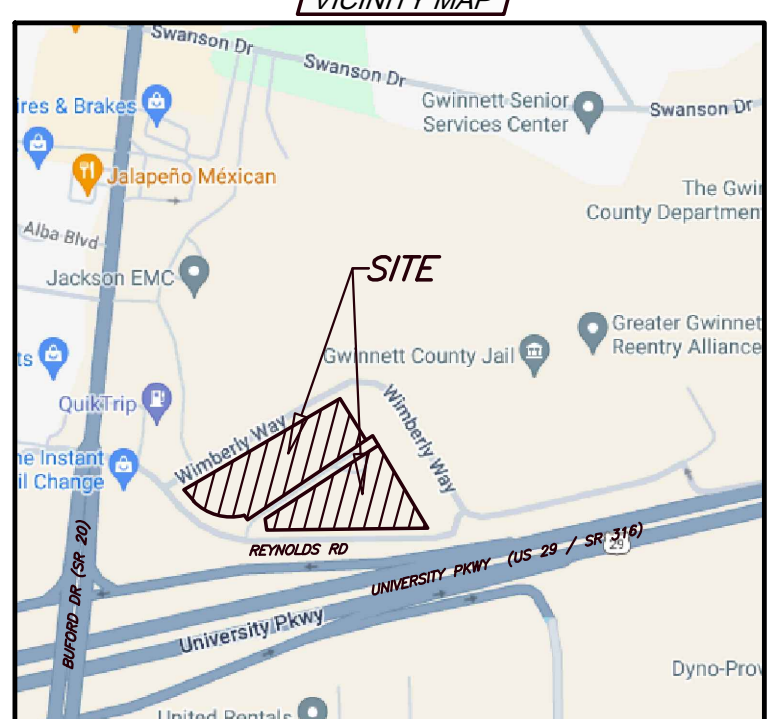 VICINITY MAP
Swanson Dr
Swanson Dr
ires & Brakes
Gwinnett Senior
Services Center
Swanson Dr
Jalapeño Méxican
The Gwi
County Departmen
Alba Blvd
SITE
Jackson EMC
Greater Gwinnet
Reentry Alliance
ts
Gwinnett County Jail
QuikTrip
Wimberly Way
Wimberly Way
e Instant
il Change
REYNOLDS RD
BUFORD DR (SR 20)
UNIVERSITY PKWY (US 29 / SR 316)
29
University Pkwy
Dyno-Pro
United Rentals